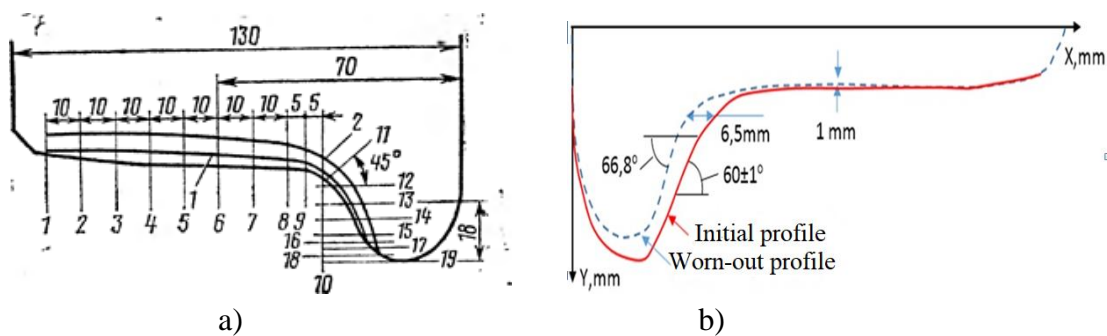 130
70
10 10 10 10 10 10 10 5 5
2 11
45°
12
1
13
14
1 2 3 4 5 6 7 8 9
15
16
17
18
18
19
10
a)
X,mm
6,5mm
1 mm
66,8⁰
60±1⁰
Initial profile
Worn-out profile
Y,mm
b)